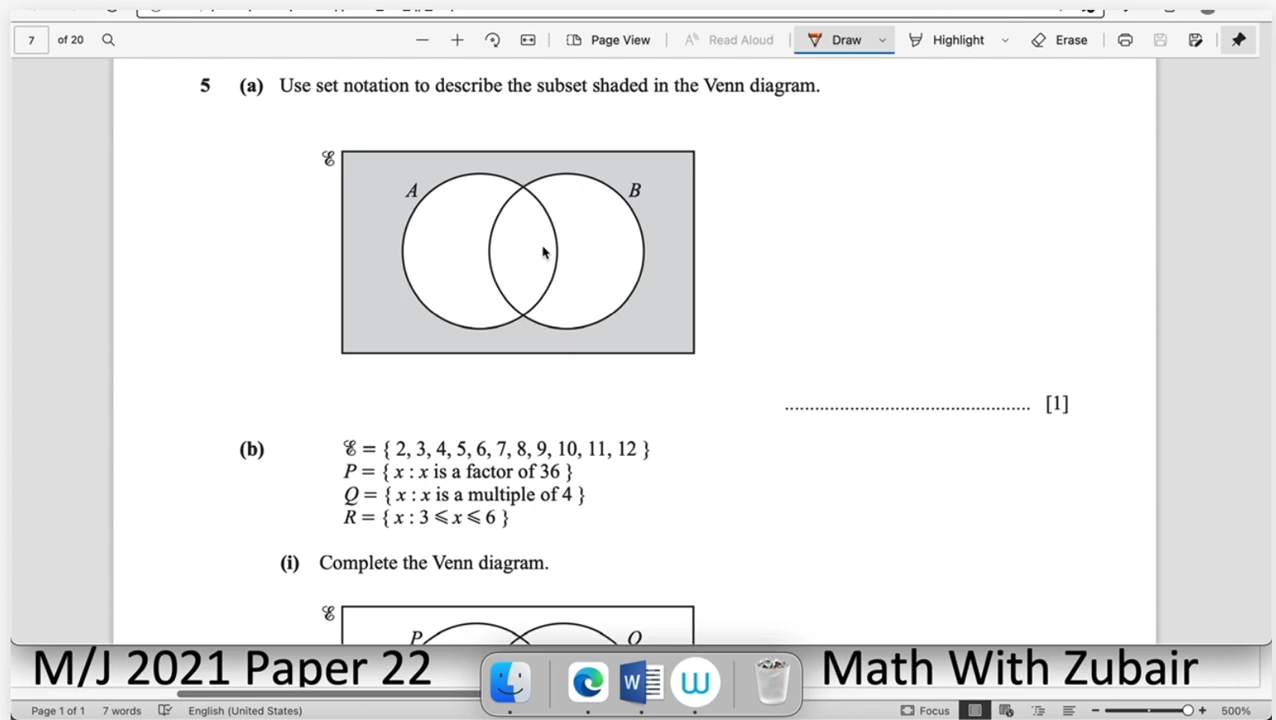 7 of 20
Page View
Read Aloud
Draw
Highlight
Erase
5 (a) Use set notation to describe the subset shaded in the Venn diagram.
ℰ
A B
.............................................. [1]
(b) ℰ = { 2, 3, 4, 5, 6, 7, 8, 9, 10, 11, 12 }
P = { x : x is a factor of 36 }
Q = { x : x is a multiple of 4 }
R = { x : 3 ⩽ x ⩽ 6 }
(i) Complete the Venn diagram.
ℰ
P Q
M/J 2021 Paper 22
Math With Zubair
Page 1 of 1 7 words English (United States) Focus 500%